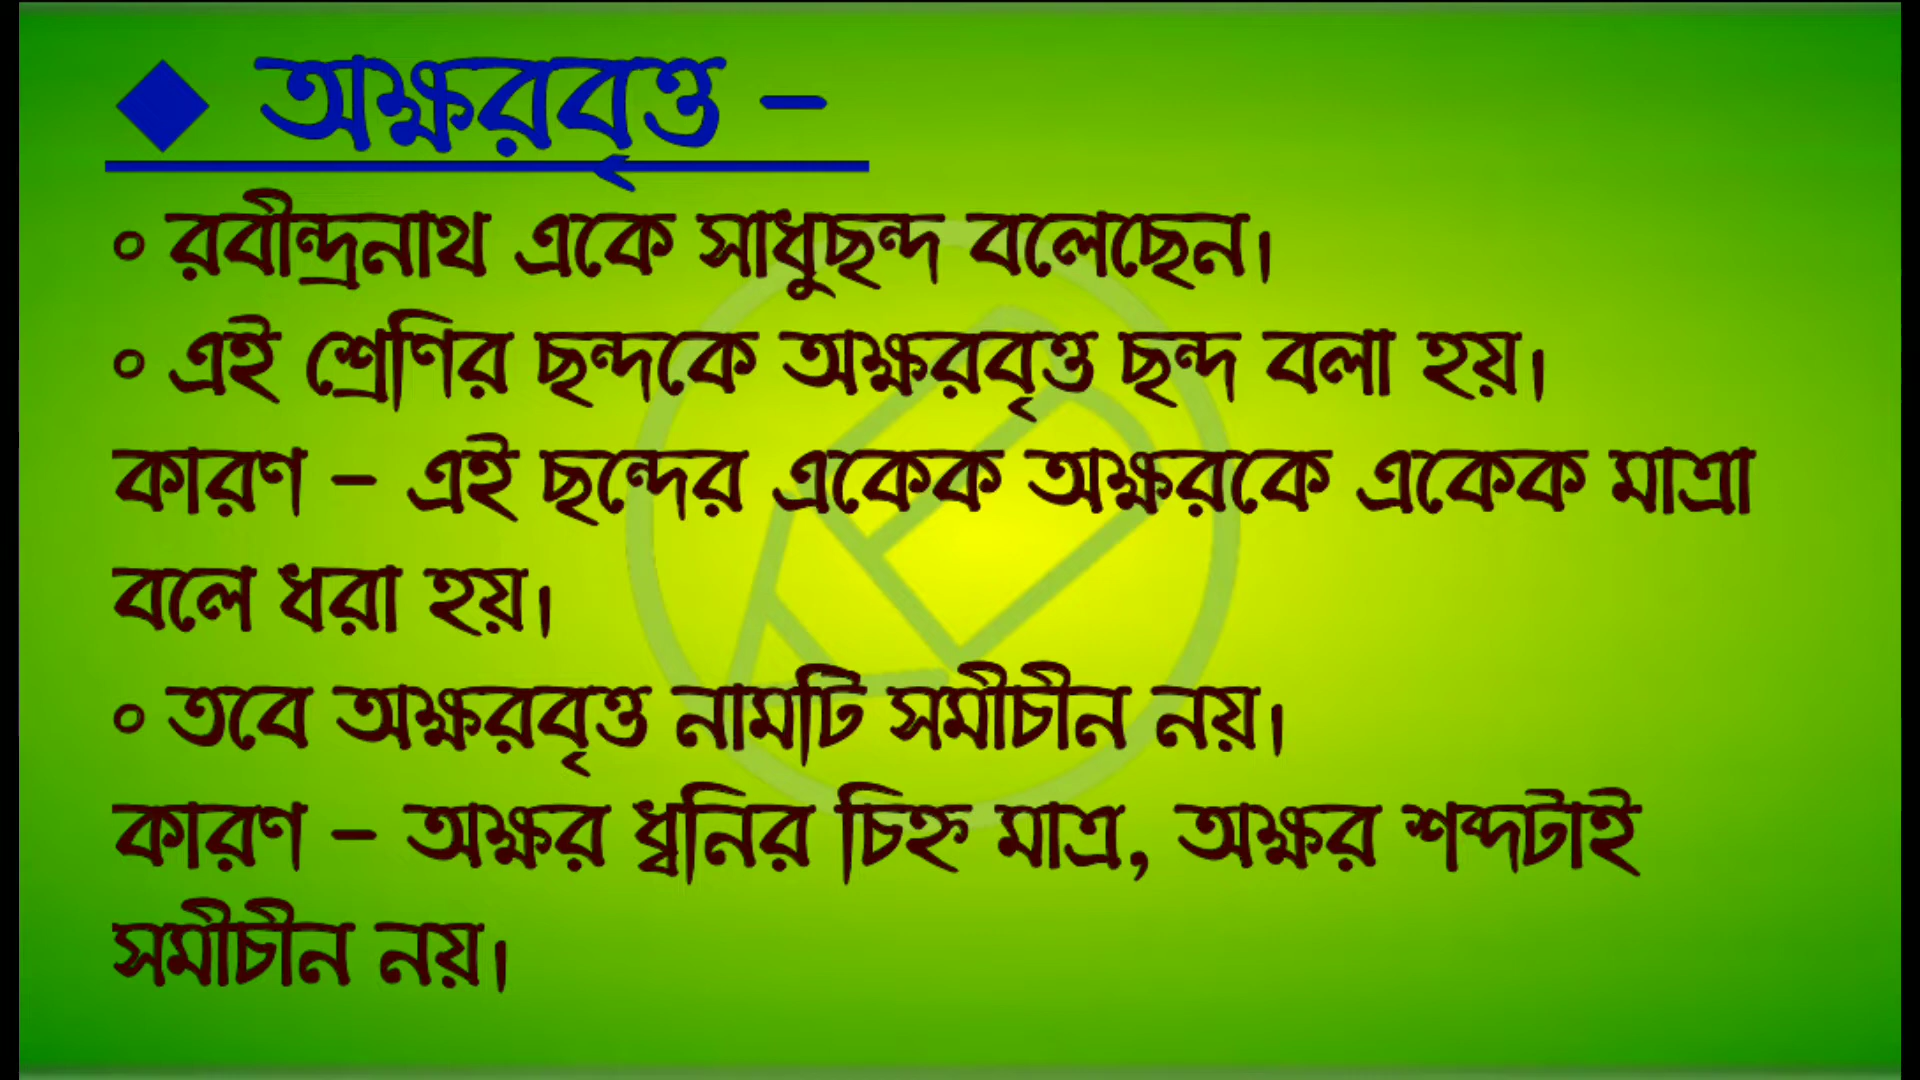 ◆ অক্ষরবৃত্ত –
° রবীন্দ্রনাথ একে সাধুছন্দ বলেছেন।
° এই শ্রেণির ছন্দকে অক্ষরবৃত্ত ছন্দ বলা হয়।
কারণ – এই ছন্দের একেক অক্ষরকে একেক মাত্রা
বলে ধরা হয়।
° তবে অক্ষরবৃত্ত নামটি সমীচীন নয়।
কারণ – অক্ষর ধ্বনির চিহ্ন মাত্র, অক্ষর শব্দটাই
সমীচীন নয়।